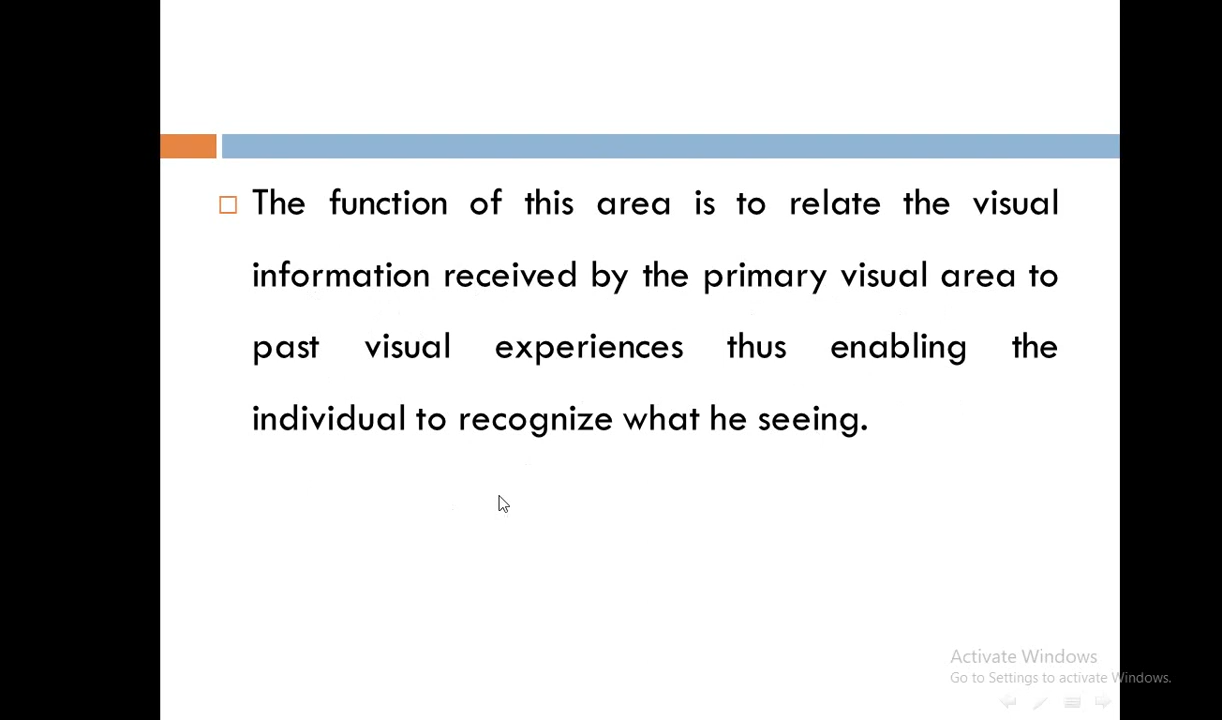 The function of this area is to relate the visual
information received by the primary visual area to
past visual experiences thus enabling the
individual to recognize what he seeing.
Activate Windows
Go to Settings to activate Windows.